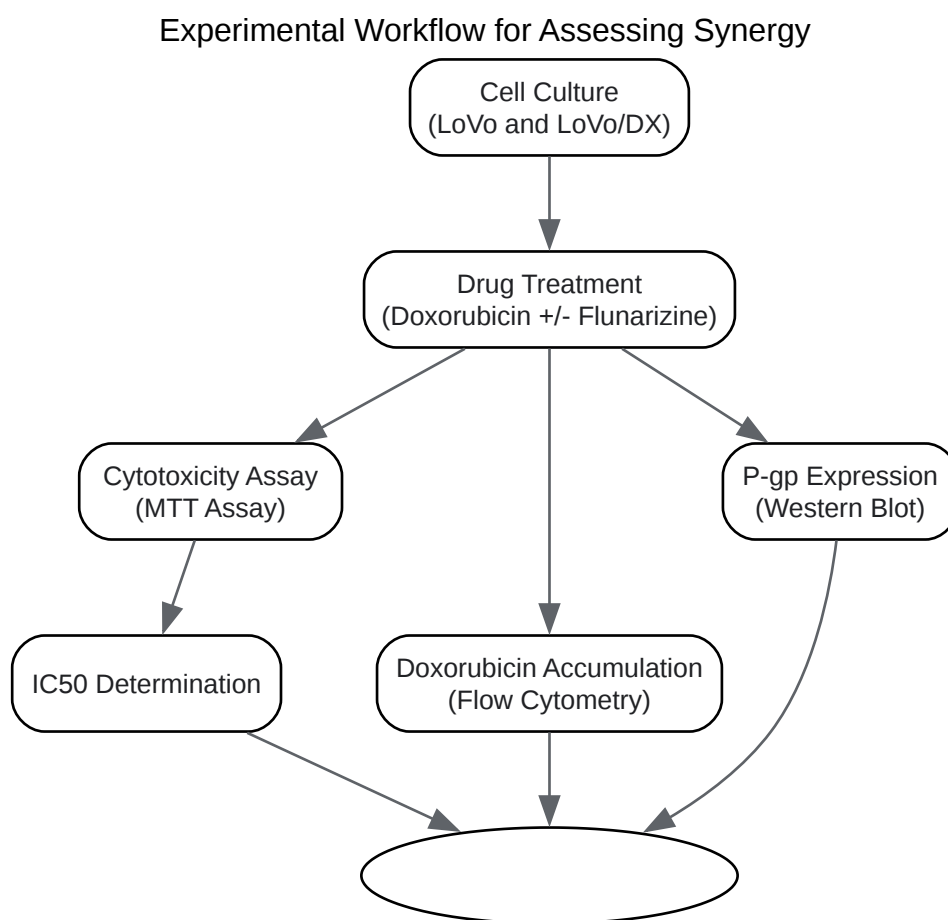 Experimental Workflow for Assessing Synergy
Cell Culture
(LoVo and LoVo/DX)
Drug Treatment
(Doxorubicin +/- Flunarizine)
Cytotoxicity Assay
(MTT Assay)
P-gp Expression
(Western Blot)
IC50 Determination
Doxorubicin Accumulation
(Flow Cytometry)